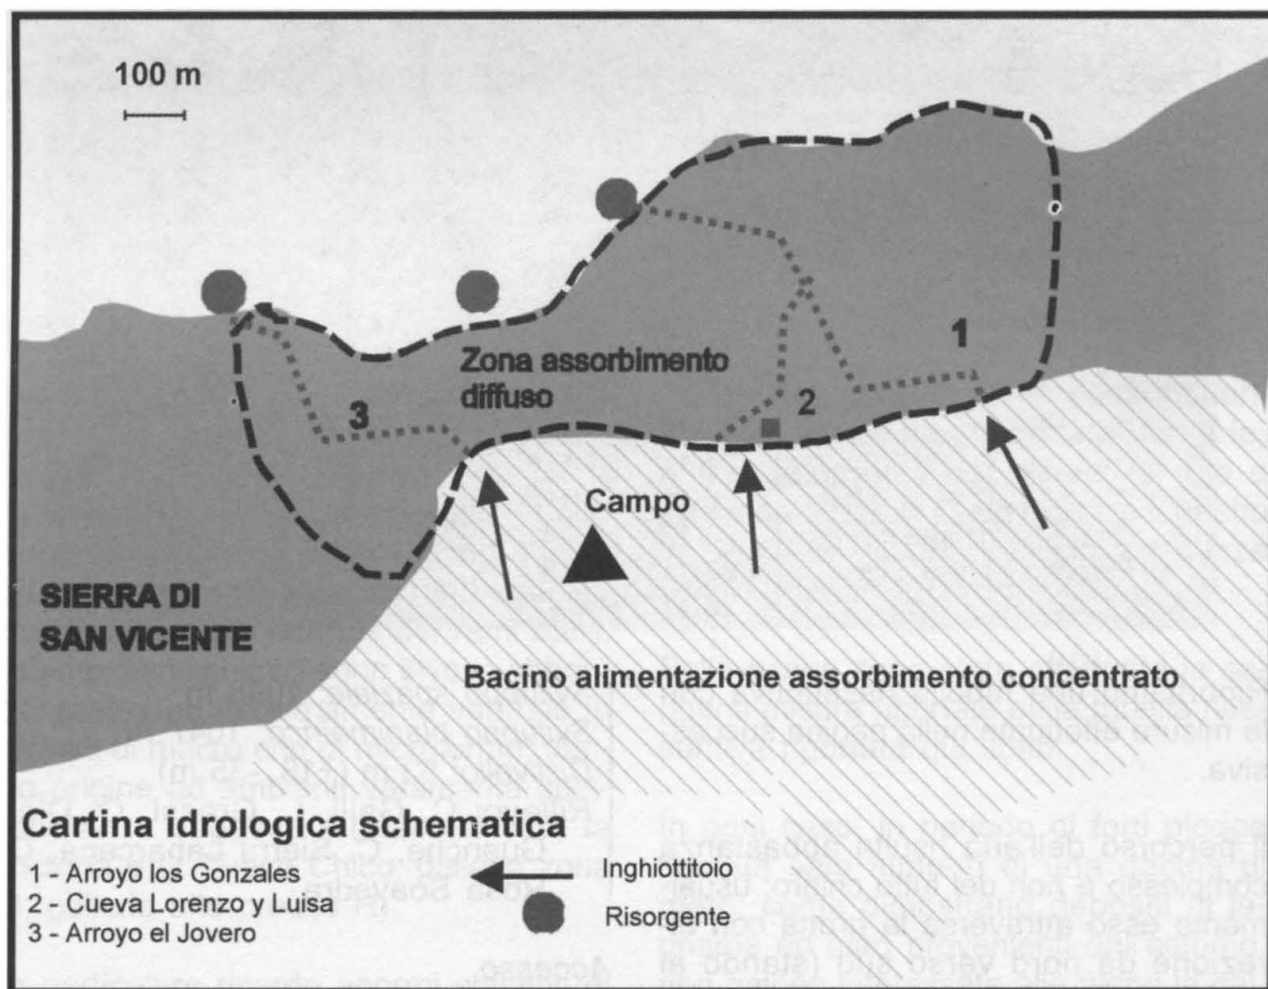 100 m
1
Zona assorbimento
diffuso
2
3
Campo
SIERRA DI
SAN VICENTE
Bacino alimentazione assorbimento concentrato
Cartina idrologica schematica
1 - Arroyo los Gonzales
2 - Cueva Lorenzo y Luisa
3 - Arroyo el Jovero
Inghiottitoio
Risorgente